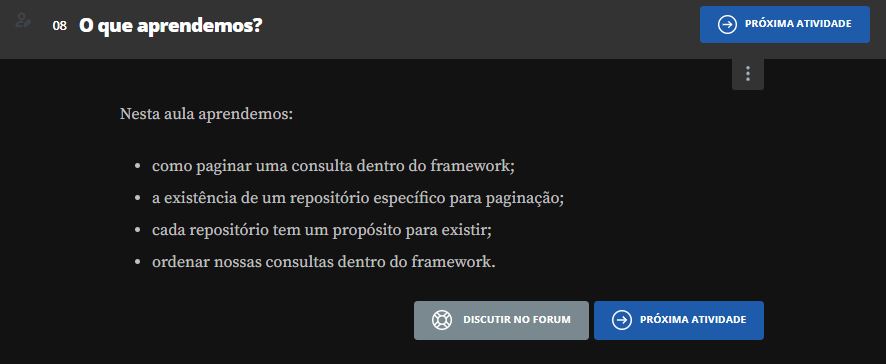 08 O que aprendemos?
PRÓXIMA ATIVIDADE
Nesta aula aprendemos:
• como paginar uma consulta dentro do framework;
• a existência de um repositório específico para paginação;
• cada repositório tem um propósito para existir;
• ordenar nossas consultas dentro do framework.
DISCUTIR NO FORUM
PRÓXIMA ATIVIDADE